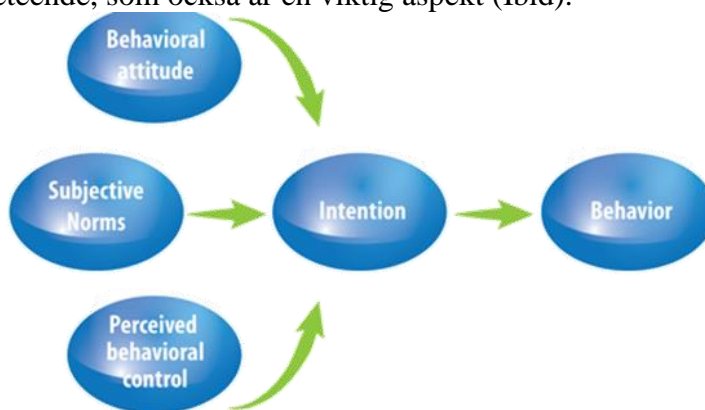 som också är en viktig aspekt (Ibid).
Behavioral
attitude
Subjective
Norms
Intention
Behavior
Perceived
behavioral
control